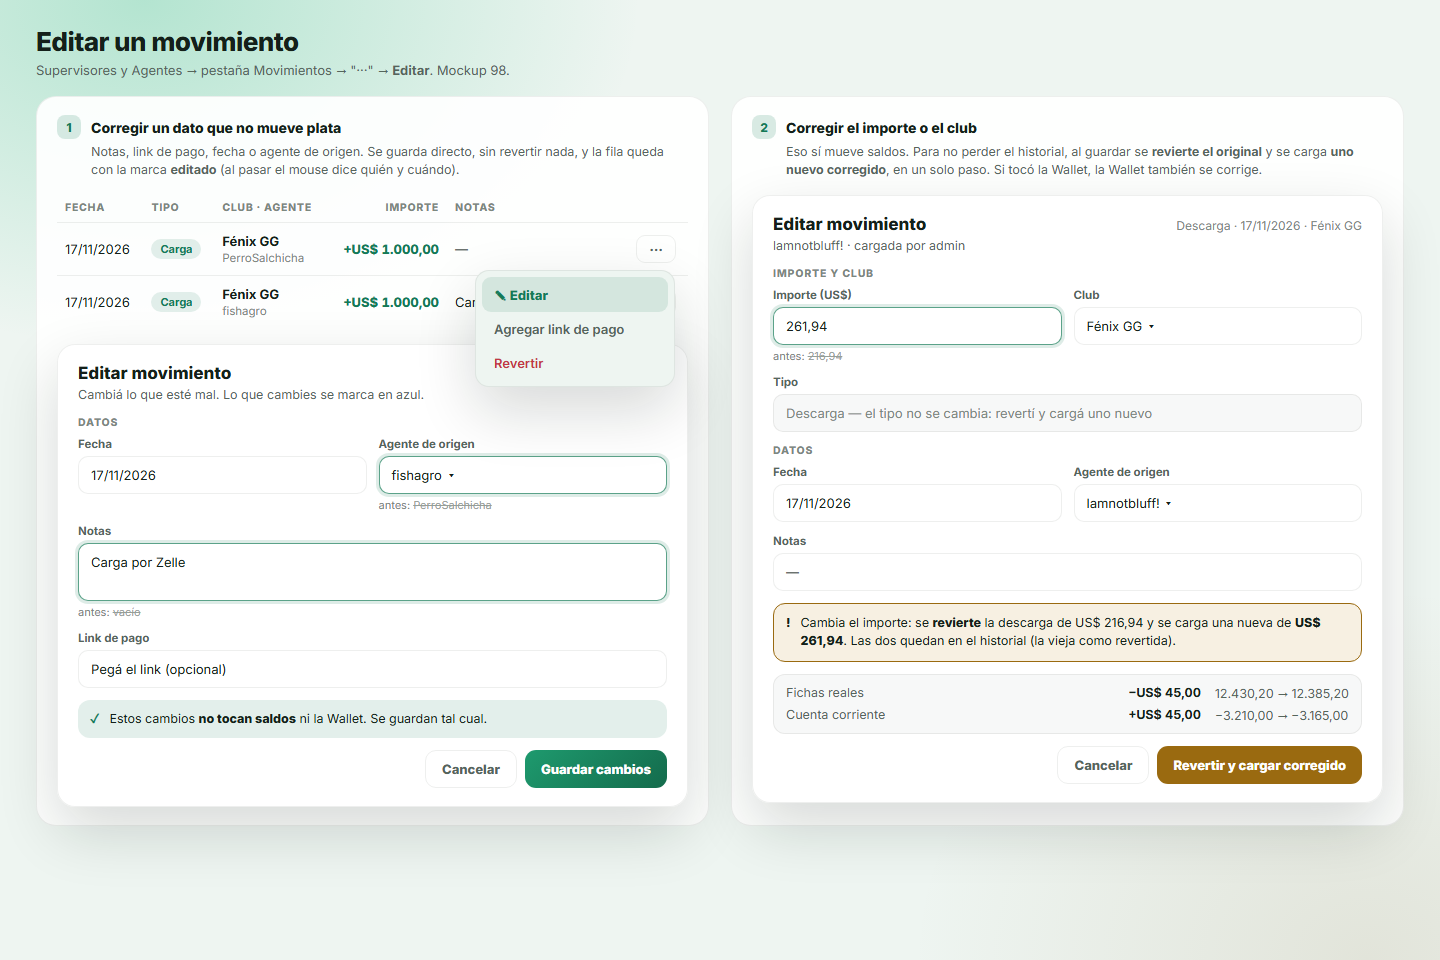 Editar un movimiento
Supervisores y Agentes → pestaña Movimientos → "···" → Editar. Mockup 98.
1
Corregir un dato que no mueve plata
Notas, link de pago, fecha o agente de origen. Se guarda directo, sin revertir nada, y la fila queda
con la marca editado (al pasar el mouse dice quién y cuándo).
FECHA TIPO CLUB · AGENTE IMPORTE NOTAS
17/11/2026 Carga Fénix GG +US$ 1.000,00 — ···
PerroSalchicha
17/11/2026 Carga Fénix GG +US$ 1.000,00
fishagro
✎ Editar
Agregar link de pago
Revertir
Editar movimiento
Cambiá lo que esté mal. Lo que cambies se marca en azul.
DATOS
Fecha Agente de origen
17/11/2026 fishagro ▾
antes: PerroSalchicha
Notas
Carga por Zelle
antes: vacío
Link de pago
Pegá el link (opcional)
✓ Estos cambios no tocan saldos ni la Wallet. Se guardan tal cual.
Cancelar Guardar cambios
2
Corregir el importe o el club
Eso sí mueve saldos. Para no perder el historial, al guardar se revierte el original y se carga uno
nuevo corregido, en un solo paso. Si tocó la Wallet, la Wallet también se corrige.
Editar movimiento Descarga · 17/11/2026 · Fénix GG
Iamnotbluff! · cargada por admin
IMPORTE Y CLUB
Importe (US$) Club
261,94 Fénix GG ▾
antes: 216,94
Tipo
Descarga — el tipo no se cambia: revertí y cargá uno nuevo
DATOS
Fecha Agente de origen
17/11/2026 Iamnotbluff! ▾
Notas
—
! Cambia el importe: se revierte la descarga de US$ 216,94 y se carga una nueva de US$
261,94. Las dos quedan en el historial (la vieja como revertida).
Fichas reales −US$ 45,00 12.430,20 → 12.385,20
Cuenta corriente +US$ 45,00 −3.210,00 → −3.165,00
Cancelar Revertir y cargar corregido